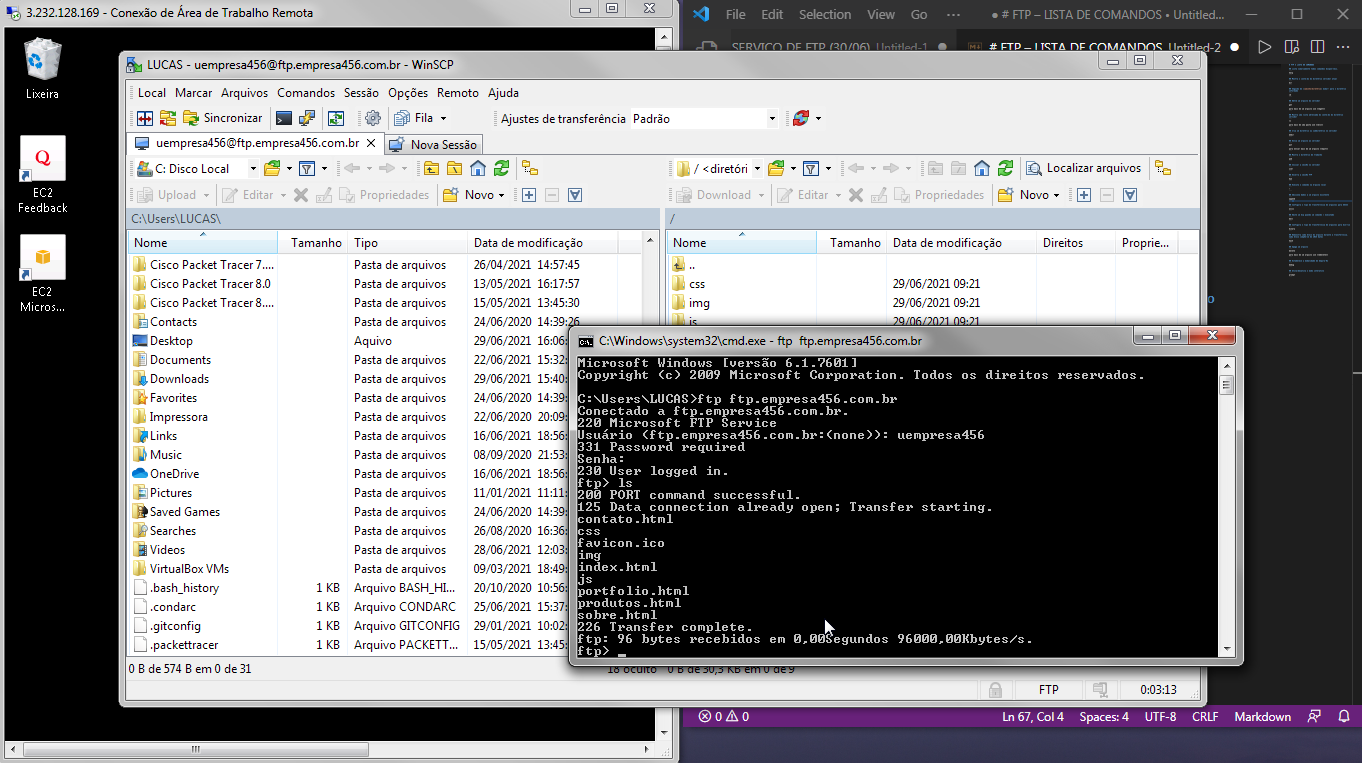 3.232.128.169 - Conexão de Área de Trabalho Remota
Lixeira
EC2
Feedback
EC2
Micros...
File Edit Selection View Go ··· ● # FTP – LISTA DE COMANDOS • Untitled...
SERVIÇO DE FTP (30/06) Untitled-1 ●
# FTP – LISTA DE COMANDOS Untitled-2 ●
LUCAS - uempresa456@ftp.empresa456.com.br - WinSCP
Local Marcar Arquivos Comandos Sessão Opções Remoto Ajuda
Sincronizar Fila Ajustes de transferência Padrão
uempresa456@ftp.empresa456.com.br Nova Sessão
C: Disco Local
/ <diretóri Localizar arquivos
Upload Editar Propriedades Novo
Download Editar Propriedades Novo
C:\Users\LUCAS\
/
Nome Tamanho Tipo Data de modificação
Cisco Packet Tracer 7.... Pasta de arquivos 26/04/2021 14:57:45
Cisco Packet Tracer 8.0 Pasta de arquivos 13/05/2021 16:17:57
Cisco Packet Tracer 8.... Pasta de arquivos 15/05/2021 13:45:30
Contacts Pasta de arquivos 24/06/2020 14:39:26
Desktop Aquivo 29/06/2021 16:06:
Documents Pasta de arquivos 22/06/2021 15:32:
Downloads Pasta de arquivos 29/06/2021 15:40:
Favorites Pasta de arquivos 24/06/2020 14:39:
Impressora Pasta de arquivos 22/06/2020 20:09:
Links Pasta de arquivos 16/06/2021 18:56:
Music Pasta de arquivos 08/09/2020 21:53:
OneDrive Pasta de arquivos 16/06/2021 18:56:
Pictures Pasta de arquivos 11/01/2021 11:11:
Saved Games Pasta de arquivos 24/06/2020 14:39:
Searches Pasta de arquivos 26/08/2020 16:36:
Videos Pasta de arquivos 28/06/2021 12:03:
VirtualBox VMs Pasta de arquivos 09/03/2021 18:49:
.bash_history 1 KB Arquivo BASH_HI... 20/10/2020 10:56:
.condarc 1 KB Arquivo CONDARC 25/06/2021 15:37:
.gitconfig 1 KB Arquivo GITCONFIG 29/01/2021 10:02:
.packettracer 1 KB Arquivo PACKETT... 15/05/2021 13:45:
Nome Tamanho Data de modificação Direitos Proprie...
..
css 29/06/2021 09:21
img 29/06/2021 09:21
js 29/06/2021 09:21
C:\Windows\system32\cmd.exe - ftp ftp.empresa456.com.br
Microsoft Windows [versão 6.1.7601]
Copyright (c) 2009 Microsoft Corporation. Todos os direitos reservados.
C:\Users\LUCAS>ftp ftp.empresa456.com.br
Conectado a ftp.empresa456.com.br.
220 Microsoft FTP Service
Usuário (ftp.empresa456.com.br:(none)): uempresa456
331 Password required
Senha:
230 User logged in.
ftp> ls
200 PORT command successful.
125 Data connection already open; Transfer starting.
contato.html
css
favicon.ico
img
index.html
js
portfolio.html
produtos.html
sobre.html
226 Transfer complete.
ftp: 96 bytes recebidos em 0,00Segundos 96000,00Kbytes/s.
ftp> _
0 B de 574 B em 0 de 31 18 oculto 0 B de 30,3 KB em 0 de 9
FTP 0:03:13
0 0 Ln 67, Col 4 Spaces: 4 UTF-8 CRLF Markdown